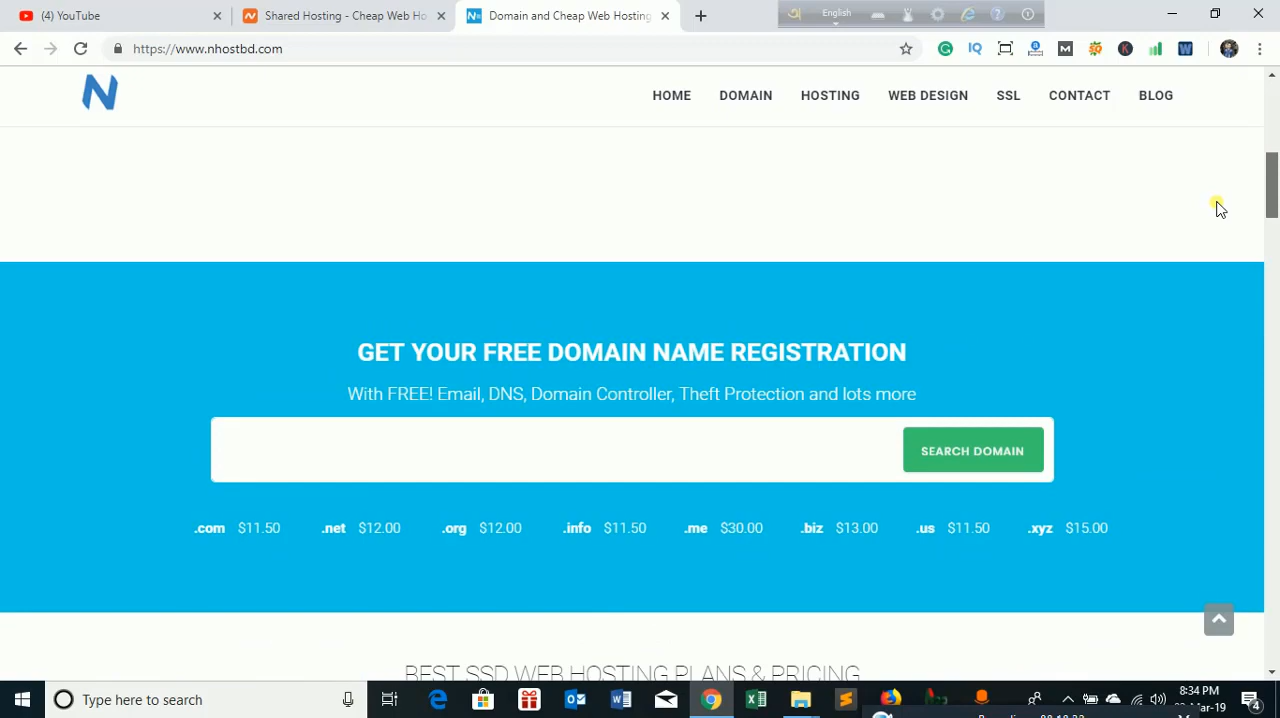 YouTube
Shared Hosting - Cheap Web Ho
Domain and Cheap Web Hosting
English
https://www.nhostbd.com
N
HOME DOMAIN HOSTING WEB DESIGN SSL CONTACT BLOG
GET YOUR FREE DOMAIN NAME REGISTRATION
With FREE! Email, DNS, Domain Controller, Theft Protection and lots more
SEARCH DOMAIN
.com $11.50 .net $12.00 .org $12.00 .info $11.50 .me $30.00 .biz $13.00 .us $11.50 .xyz $15.00
BEST SSD WEB HOSTING PLANS & PRICING
Type here to search
8:34 PM